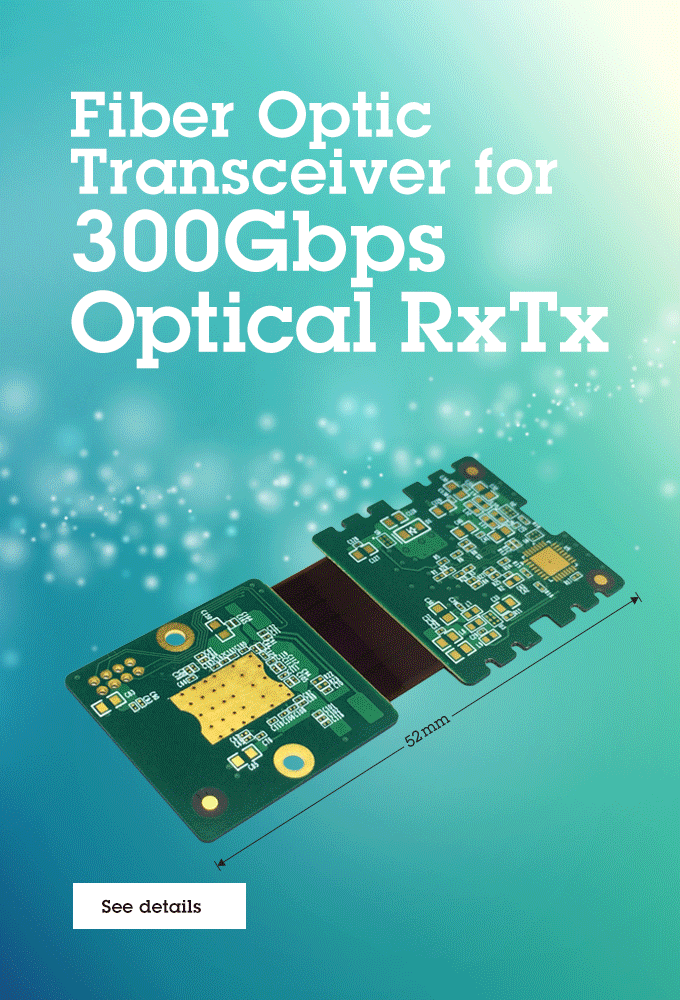 Fiber Optic
Transceiver for
300Gbps
Optical RxTx
52mm
See details